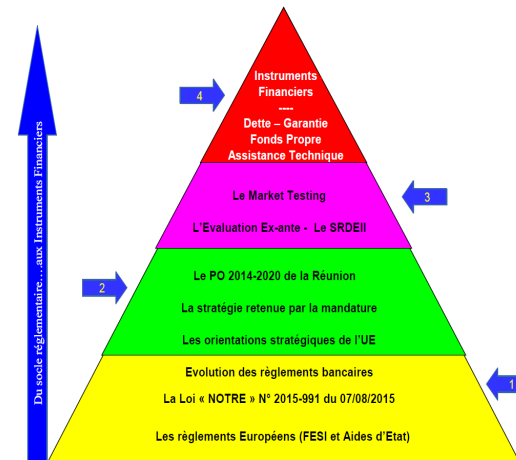 Du socle réglementaire….aux Instruments Financiers
4
Instruments
Financiers
----
Dette – Garantie
Fonds Propre
Assistance Technique
3
Le Market Testing
L'Evaluation Ex-ante - Le SRDEII
2
Le PO 2014-2020 de la Réunion
La stratégie retenue par la mandature
Les orientations stratégiques de l'UE
1
Evolution des règlements bancaires
La Loi « NOTRE » N° 2015-991 du 07/08/2015
Les règlements Européens (FESI et Aides d'Etat)